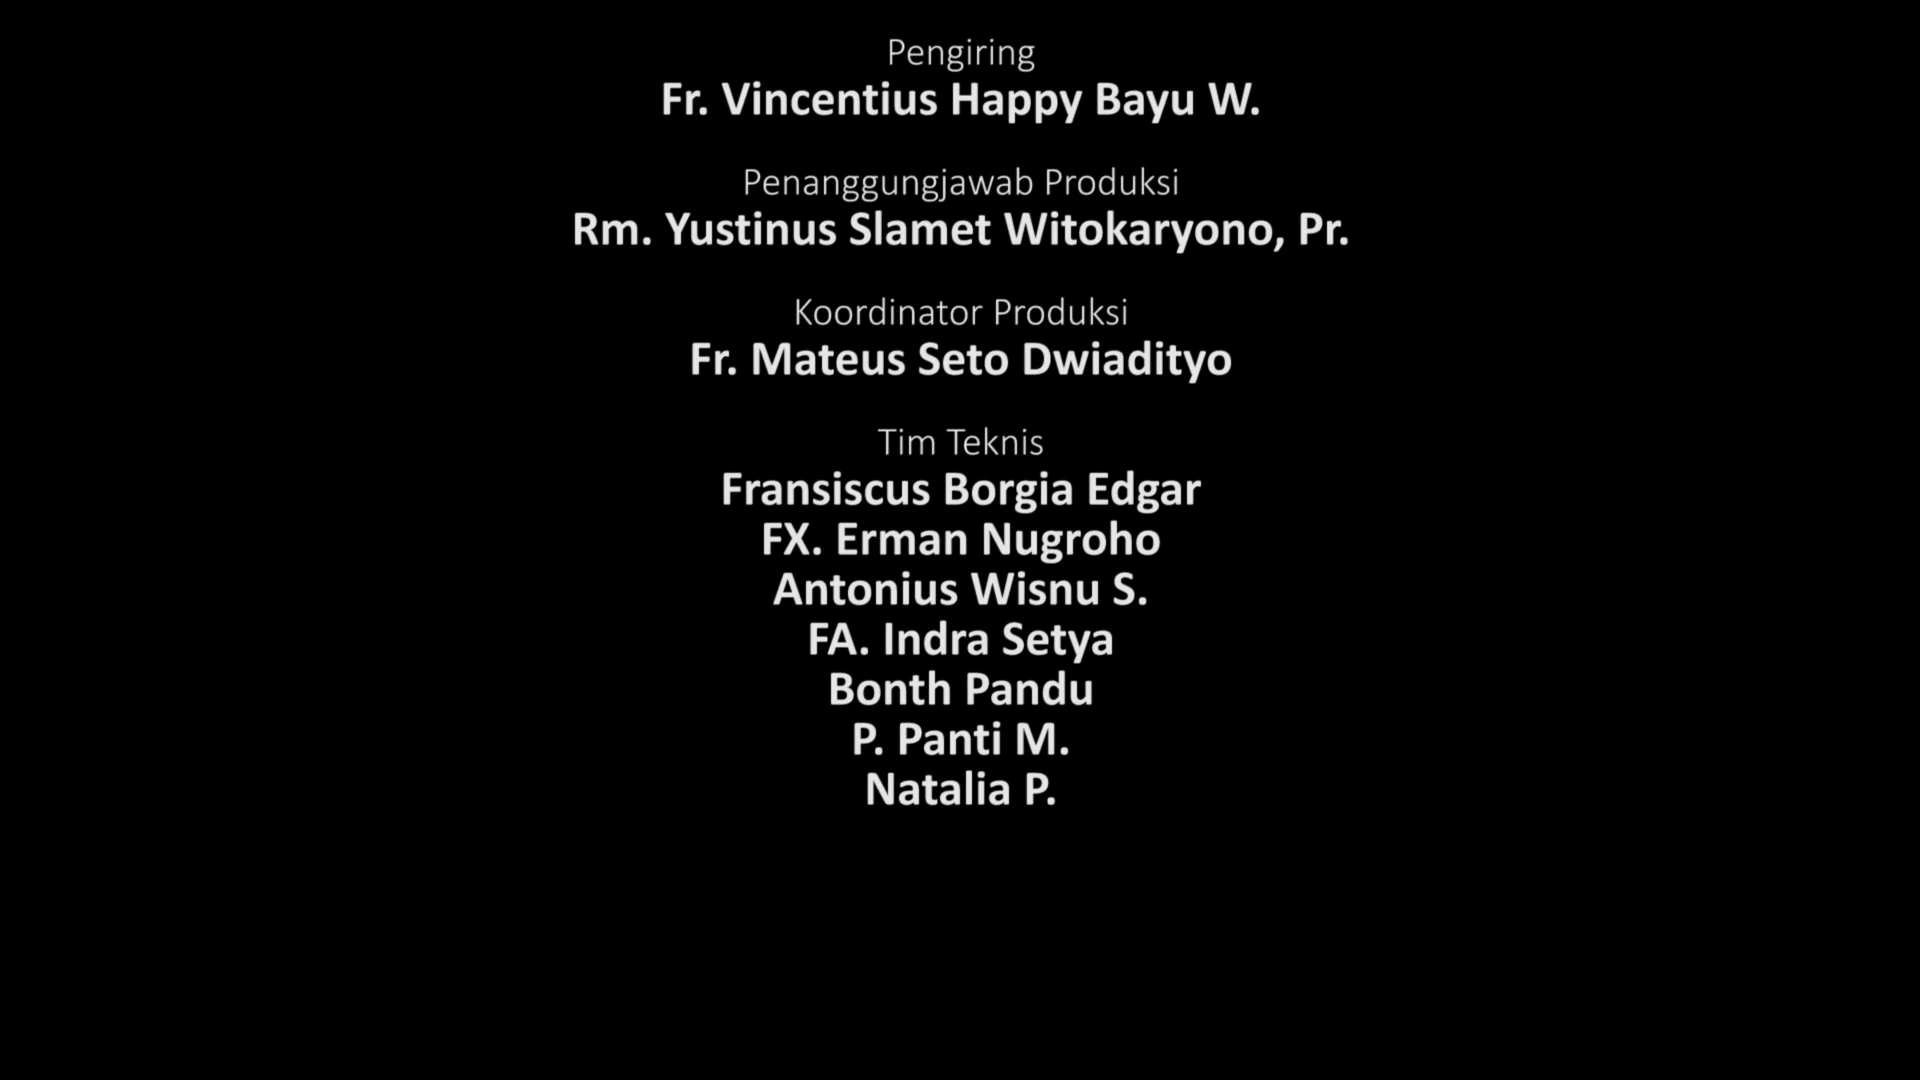 Pengiring
Fr. Vincentius Happy Bayu W.
Penanggungjawab Produksi
Rm. Yustinus Slamet Witokaryono, Pr.
Koordinator Produksi
Fr. Mateus Seto Dwiadityo
Tim Teknis
Fransiscus Borgia Edgar
FX. Erman Nugroho
Antonius Wisnu S.
FA. Indra Setya
Bonth Pandu
P. Panti M.
Natalia P.